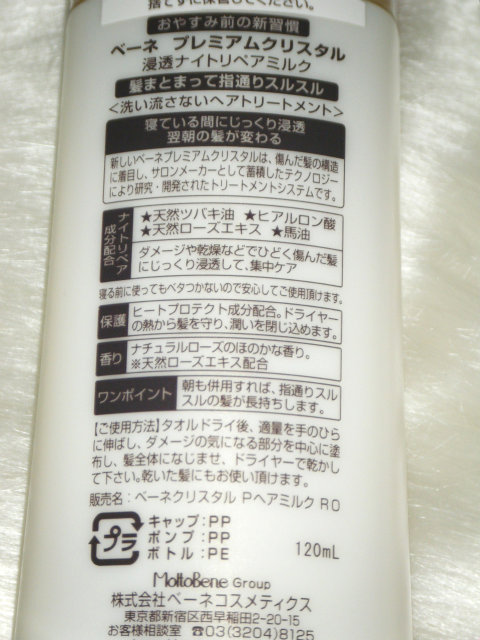 捨てずに保管してください。
おやすみ前の新習慣
ベーネ プレミアムクリスタル
浸透ナイトリペアミルク
髪まとまって指通りスルスル
＜洗い流さないヘアトリートメント＞
寝ている間にじっくり浸透
翌朝の髪が変わる
新しいベーネプレミアムクリスタルは、傷んだ髪の構造
に着目し、サロンメーカーとして蓄積したテクノロジー
により研究・開発されたトリートメントシステムです。
ナイトリペア
成分配合
★天然ツバキ油 ★ヒアルロン酸
★天然ローズエキス ★馬油
ダメージや乾燥などでひどく傷んだ髪
にじっくり浸透して、集中ケア
寝る前に使ってもベタつかないので安心してご使用頂けます。
保護 ヒートプロテクト成分配合。ドライヤー
の熱から髪を守り、潤いを閉じ込めます。
香り ナチュラルローズのほのかな香り。
※天然ローズエキス配合
ワンポイント 朝も併用すれば、指通りスル
スルの髪が長持ちします。
【ご使用方法】タオルドライ後、適量を手のひら
に伸ばし、ダメージの気になる部分を中心に塗
布し、髪全体になじませ、ドライヤーで乾かし
て下さい。乾いた髪にもお使い頂けます。
販売名：ベーネクリスタル Pヘアミルク RO
プラ
キャップ：PP
ポンプ：PP
ボトル：PE
120mL
MoltoBene Group
株式会社ベーネコスメティクス
東京都新宿区西早稲田2-20-15
お客様相談室 ☎03(3204)8125